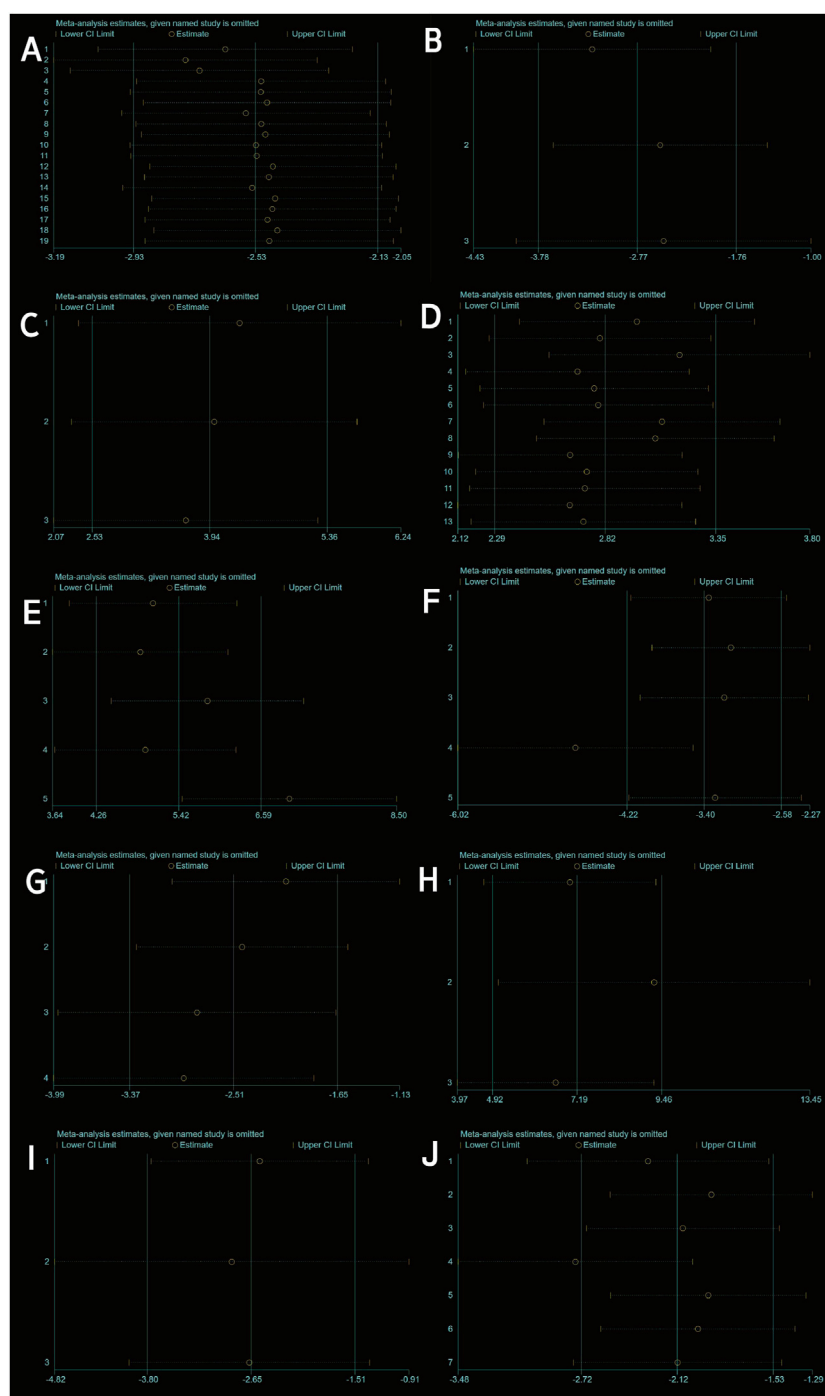 A
Meta-analysis estimates, given named study is omitted
Lower CI Limit Estimate Upper CI Limit
1
2
3
4
5
6
7
8
9
10
11
12
13
14
15
16
17
18
19
-3.19 -2.93 -2.53 -2.13 -2.05
B
Meta-analysis estimates, given named study is omitted
Lower CI Limit Estimate Upper CI Limit
1
2
3
-4.43 -3.78 -2.77 -1.76 -1.00
C
Meta-analysis estimates, given named study is omitted
Lower CI Limit Estimate Upper CI Limit
1
2
3
2.07 2.53 3.94 5.36 6.24
D
Meta-analysis estimates, given named study is omitted
Lower CI Limit Estimate Upper CI Limit
1
2
3
4
5
6
7
8
9
10
11
12
13
2.12 2.29 2.82 3.35 3.80
E
Meta-analysis estimates, given named study is omitted
Lower CI Limit Estimate Upper CI Limit
1
2
3
4
5
3.64 4.26 5.42 6.59 8.50
F
Meta-analysis estimates, given named study is omitted
Lower CI Limit Estimate Upper CI Limit
1
2
3
4
5
-6.02 -4.22 -3.40 -2.58 -2.27
G
Meta-analysis estimates, given named study is omitted
Lower CI Limit Estimate Upper CI Limit
1
2
3
4
-3.99 -3.37 -2.51 -1.65 -1.13
H
Meta-analysis estimates, given named study is omitted
Lower CI Limit Estimate Upper CI Limit
1
2
3
3.97 4.92 7.19 9.46 13.45
I
Meta-analysis estimates, given named study is omitted
Lower CI Limit Estimate Upper CI Limit
1
2
3
-4.82 -3.80 -2.65 -1.51 -0.91
J
Meta-analysis estimates, given named study is omitted
Lower CI Limit Estimate Upper CI Limit
1
2
3
4
5
6
7
-3.48 -2.72 -2.12 -1.53 -1.29